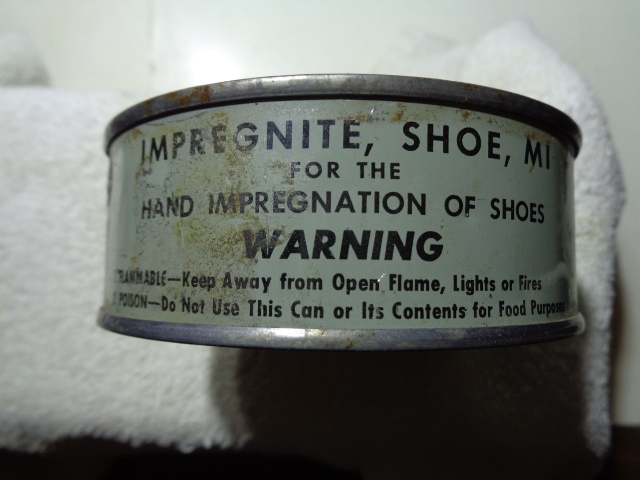 IMPREGNITE, SHOE, MI
FOR THE
HAND IMPREGNATION OF SHOES
WARNING
FLAMMABLE—Keep Away from Open Flame, Lights or Fires
POISON—Do Not Use This Can or Its Contents for Food Purposes